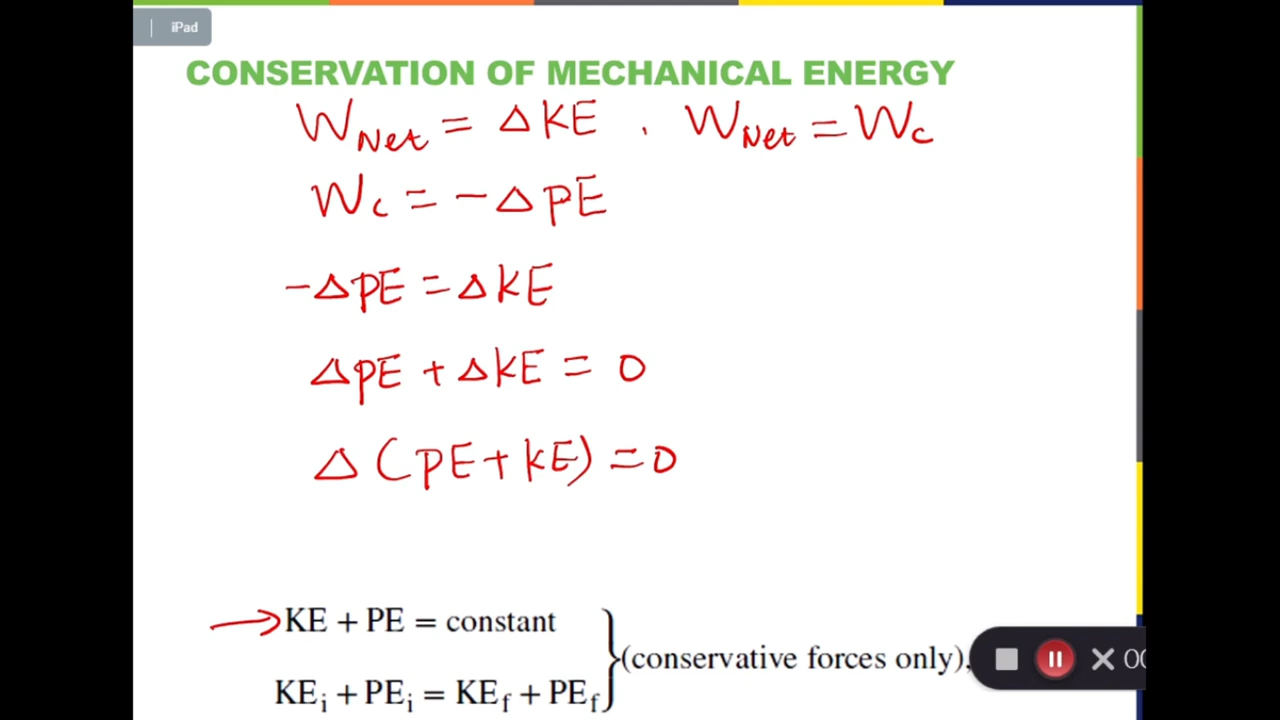 iPad
CONSERVATION OF MECHANICAL ENERGY
W_Net = ΔKE . W_Net = W_c
W_c = -ΔPE
-ΔPE = ΔKE
ΔPE + ΔKE = 0
Δ(PE+KE) = 0
KE + PE = constant
KE_i + PE_i = KE_f + PE_f } (conservative forces only),
00